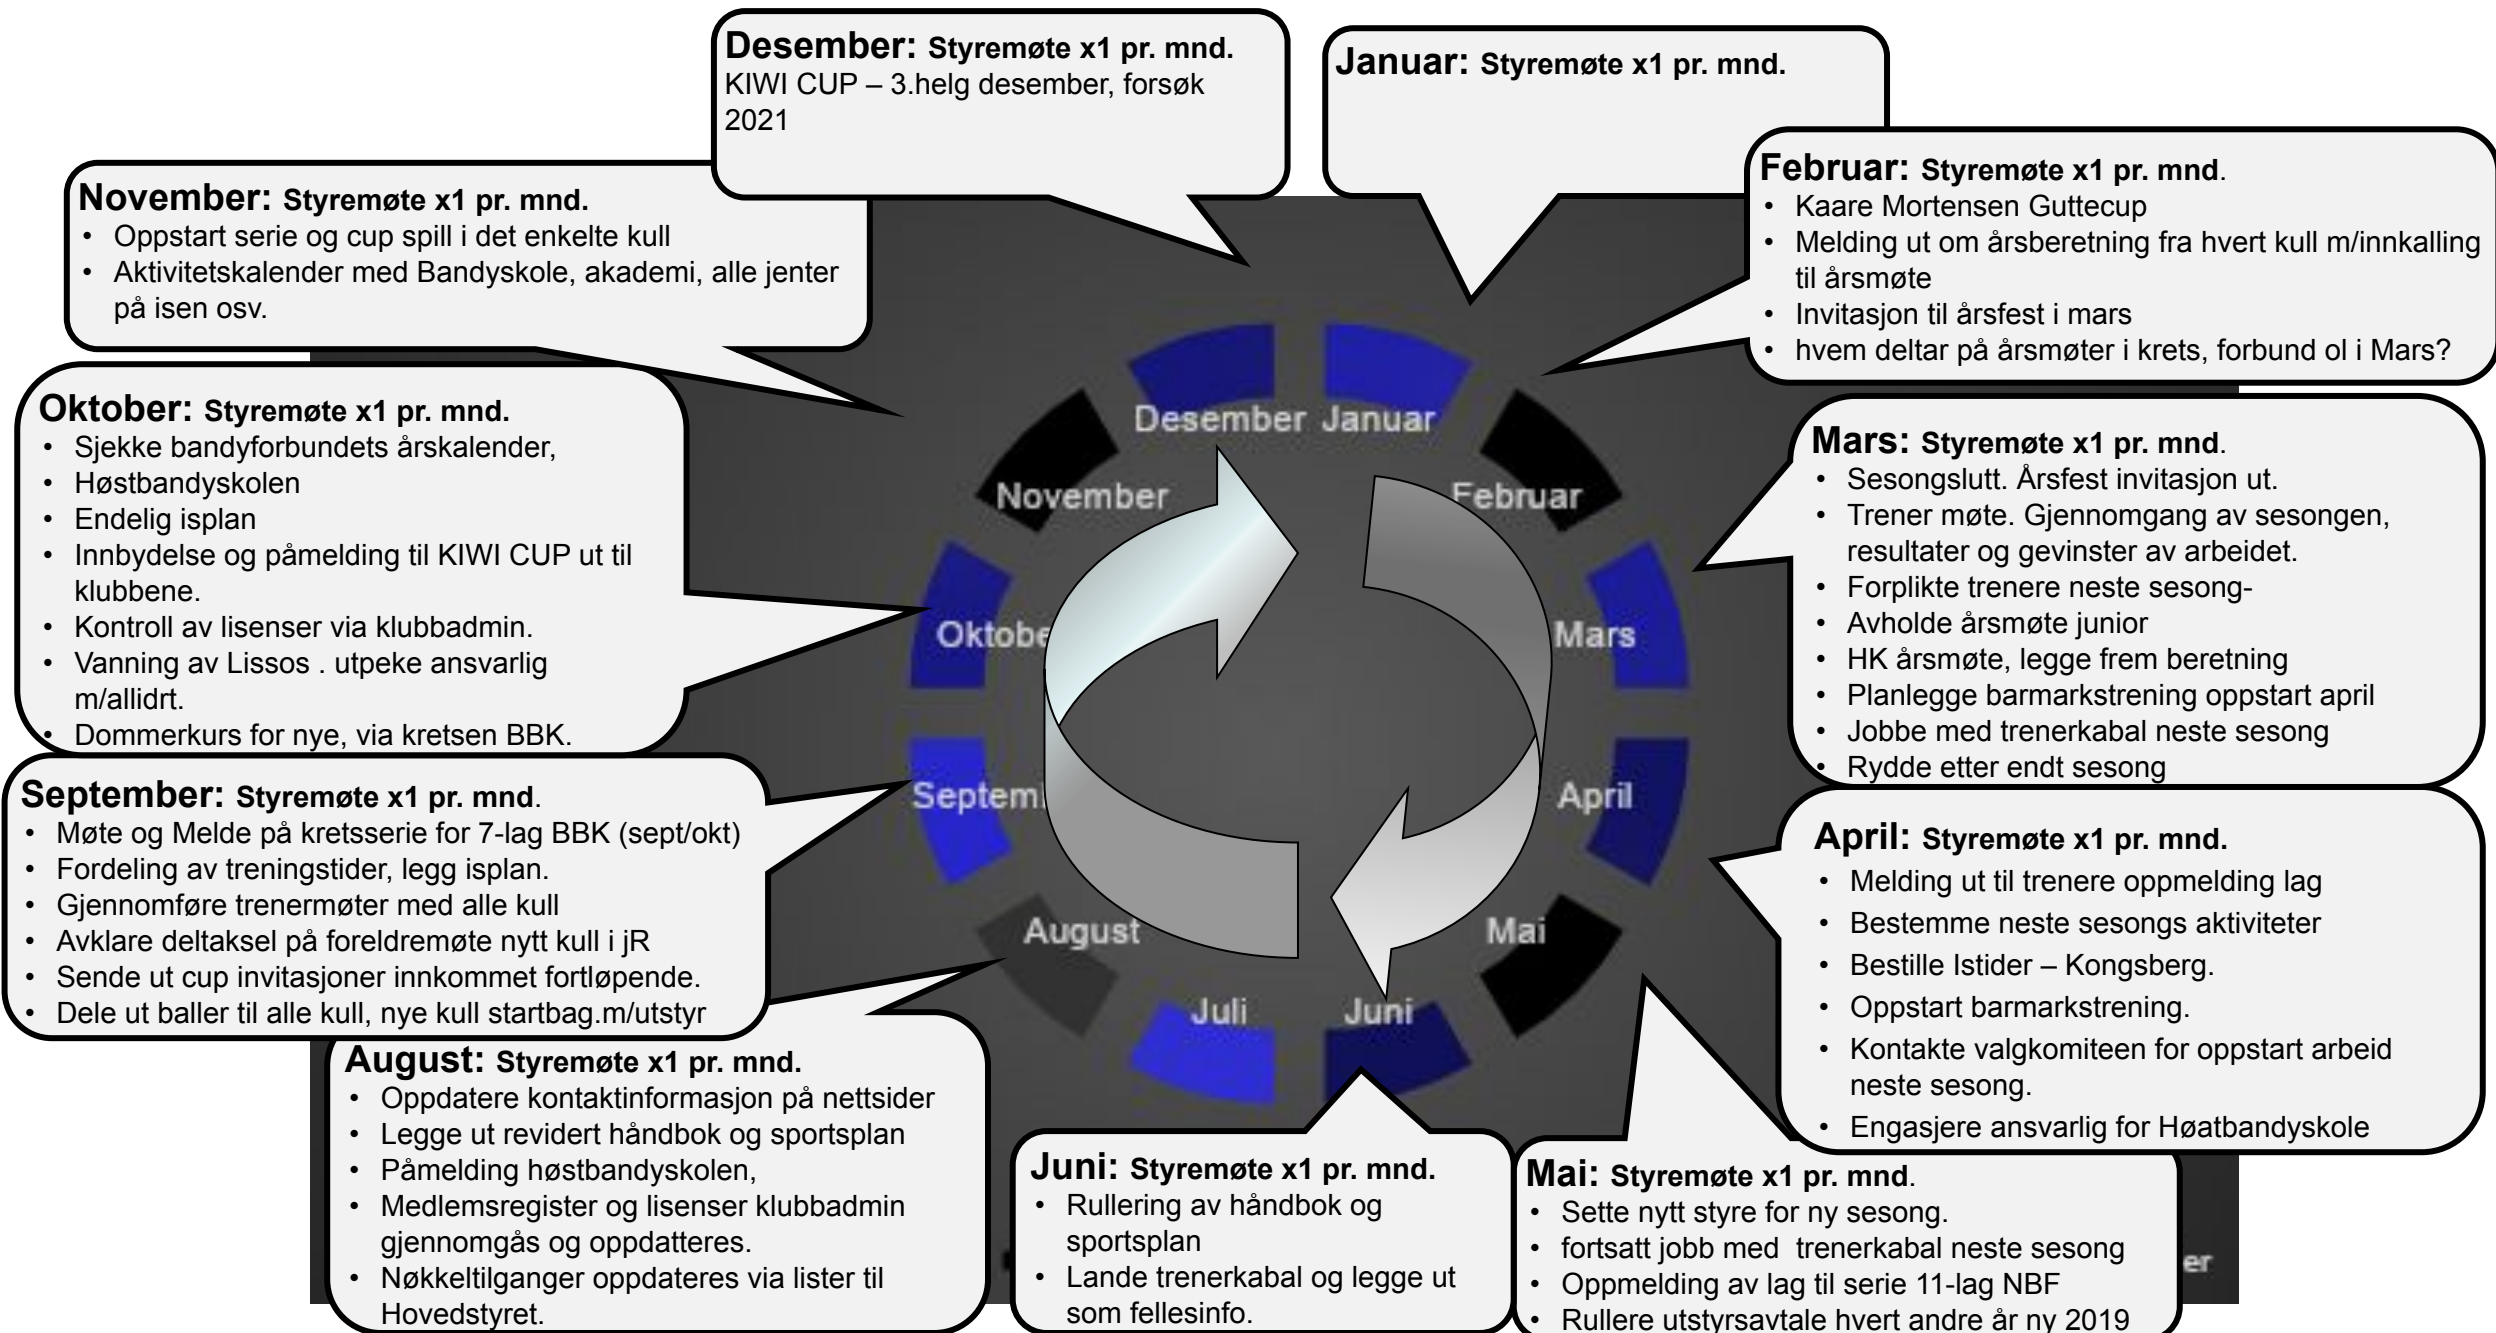 Desember: Styremøte x1 pr. mnd.
KIWI CUP – 3.helg desember, forsøk
2021
Januar: Styremøte x1 pr. mnd.
Februar: Styremøte x1 pr. mnd.
• Kaare Mortensen Guttecup
• Melding ut om årsberetning fra hvert kull m/innkalling
til årsmøte
• Invitasjon til årsfest i mars
• hvem deltar på årsmøter i krets, forbund ol i Mars?
Mars: Styremøte x1 pr. mnd.
• Sesongslutt. Årsfest invitasjon ut.
• Trener møte. Gjennomgang av sesongen,
resultater og gevinster av arbeidet.
• Forplikte trenere neste sesong-
• Avholde årsmøte junior
• HK årsmøte, legge frem beretning
• Planlegge barmarkstrening oppstart april
• Jobbe med trenerkabal neste sesong
• Rydde etter endt sesong
April: Styremøte x1 pr. mnd.
• Melding ut til trenere oppmelding lag
• Bestemme neste sesongs aktiviteter
• Bestille Istider – Kongsberg.
• Oppstart barmarkstrening.
• Kontakte valgkomiteen for oppstart arbeid
neste sesong.
• Engasjere ansvarlig for Høatbandyskole
Mai: Styremøte x1 pr. mnd.
• Sette nytt styre for ny sesong.
• fortsatt jobb med trenerkabal neste sesong
• Oppmelding av lag til serie 11-lag NBF
• Rullere utstyrsavtale hvert andre år ny 2019
Juni: Styremøte x1 pr. mnd.
• Rullering av håndbok og
sportsplan
• Lande trenerkabal og legge ut
som fellesinfo.
August: Styremøte x1 pr. mnd.
• Oppdatere kontaktinformasjon på nettsider
• Legge ut revidert håndbok og sportsplan
• Påmelding høstbandyskolen,
• Medlemsregister og lisenser klubbadmin
gjennomgås og oppdatteres.
• Nøkkeltilganger oppdateres via lister til
Hovedstyret.
September: Styremøte x1 pr. mnd.
• Møte og Melde på kretsserie for 7-lag BBK (sept/okt)
• Fordeling av treningstider, legg isplan.
• Gjennomføre trenermøter med alle kull
• Avklare deltaksel på foreldremøte nytt kull i jR
• Sende ut cup invitasjoner innkommet fortløpende.
• Dele ut baller til alle kull, nye kull startbag.m/utstyr
Oktober: Styremøte x1 pr. mnd.
• Sjekke bandyforbundets årskalender,
• Høstbandyskolen
• Endelig isplan
• Innbydelse og påmelding til KIWI CUP ut til
klubbene.
• Kontroll av lisenser via klubbadmin.
• Vanning av Lissos . utpeke ansvarlig
m/allidrt.
• Dommerkurs for nye, via kretsen BBK.
November: Styremøte x1 pr. mnd.
• Oppstart serie og cup spill i det enkelte kull
• Aktivitetskalender med Bandyskole, akademi, alle jenter
på isen osv.
Desember
Januar
Februar
Mars
April
Mai
Juni
Juli
August
Septem
Oktobe
November
er